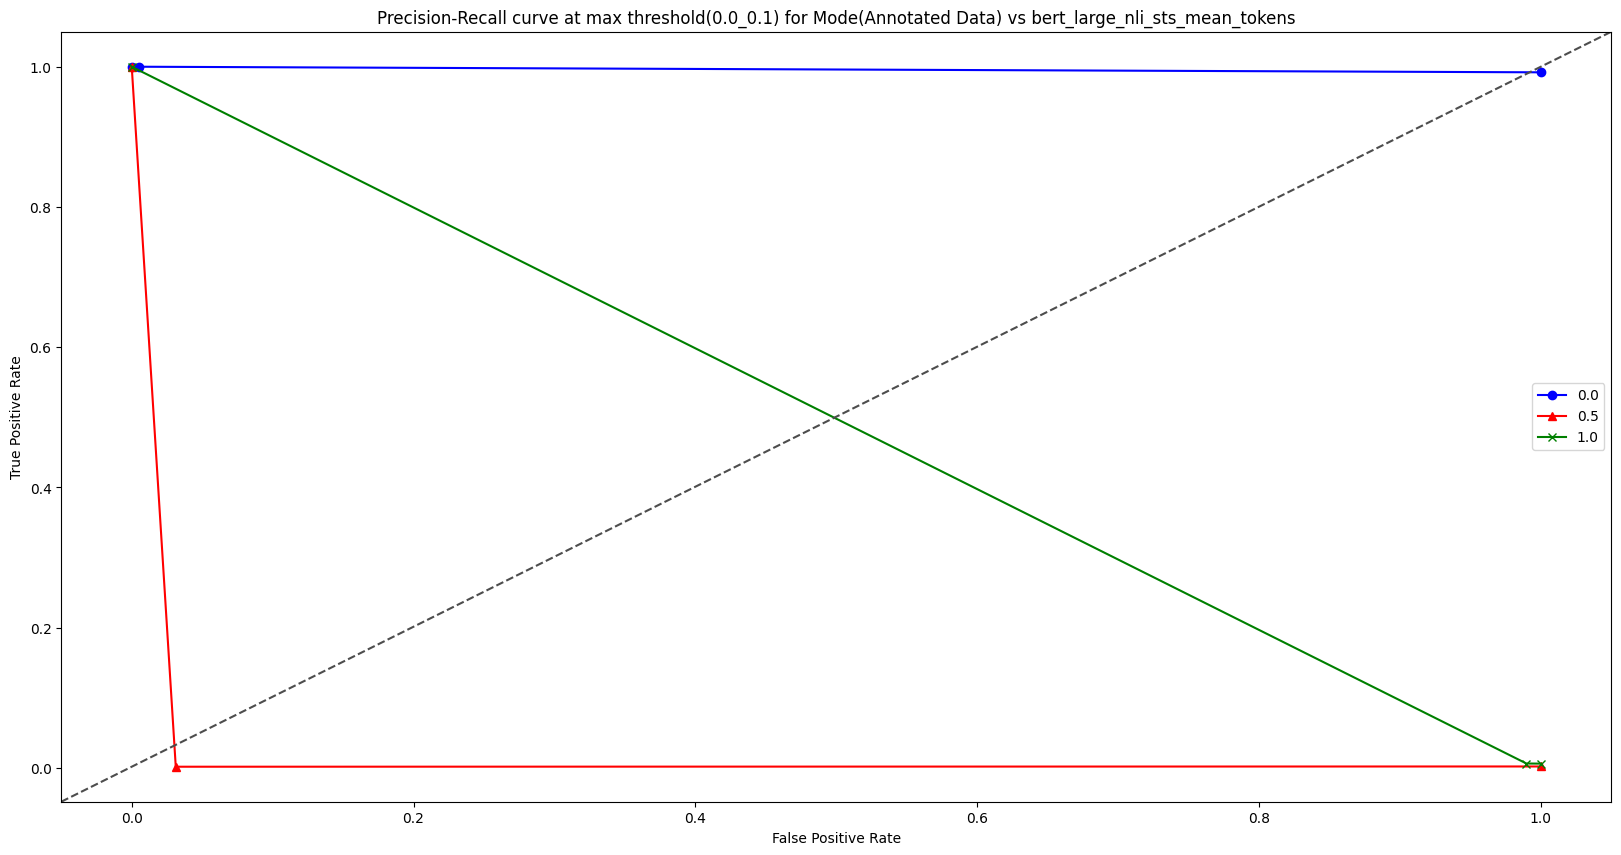 Precision-Recall curve at max threshold(0.0_0.1) for Mode(Annotated Data) vs bert_large_nli_sts_mean_tokens
True Positive Rate
1.0
0.8
0.6
0.4
0.2
0.0
0.0
0.5
1.0
0.0 0.2 0.4 0.6 0.8 1.0
False Positive Rate